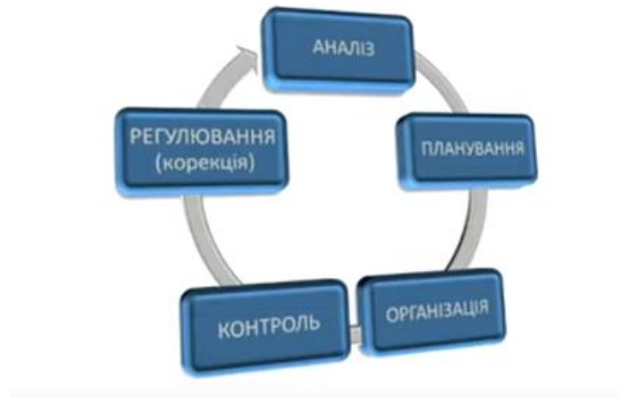 АНАЛІЗ
ПЛАНУВАННЯ
ОРГАНІЗАЦІЯ
КОНТРОЛЬ
РЕГУЛЮВАННЯ
(корекція)